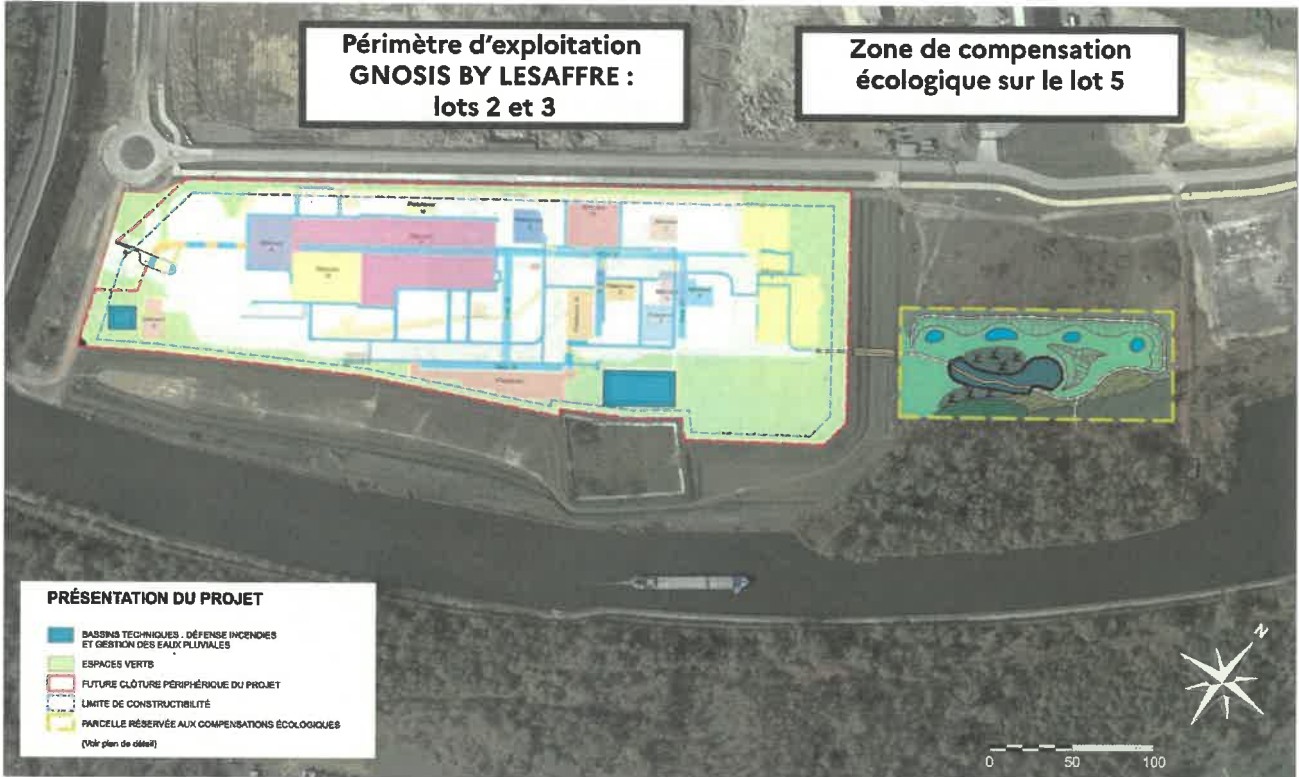 Périmètre d'exploitation
GNOSIS BY LESAFFRE :
lots 2 et 3
Zone de compensation
écologique sur le lot 5
PRÉSENTATION DU PROJET
BASSINS TECHNIQUES : DÉFENSE INCENDIES
ET GESTION DES EAUX PLUVIALES
ESPACES VERTS
FUTURE CLÔTURE PÉRIPHÉRIQUE DU PROJET
LIMITE DE CONSTRUCTIBILITÉ
PARCELLE RÉSERVÉE AUX COMPENSATIONS ÉCOLOGIQUES
(Voir plan de détail)
N
0 50 100